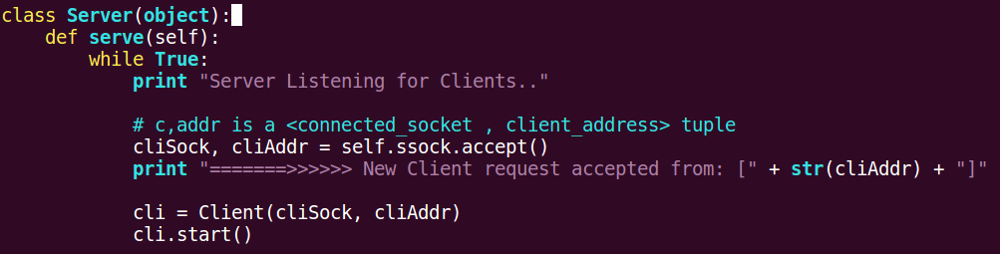 class Server(object):
    def serve(self):
        while True:
            print "Server Listening for Clients.."
            # c,addr is a <connected_socket , client_address> tuple
            cliSock, cliAddr = self.ssock.accept()
            print "=======>>>>>> New Client request accepted from: [" + str(cliAddr) + "]"
            cli = Client(cliSock, cliAddr)
            cli.start()